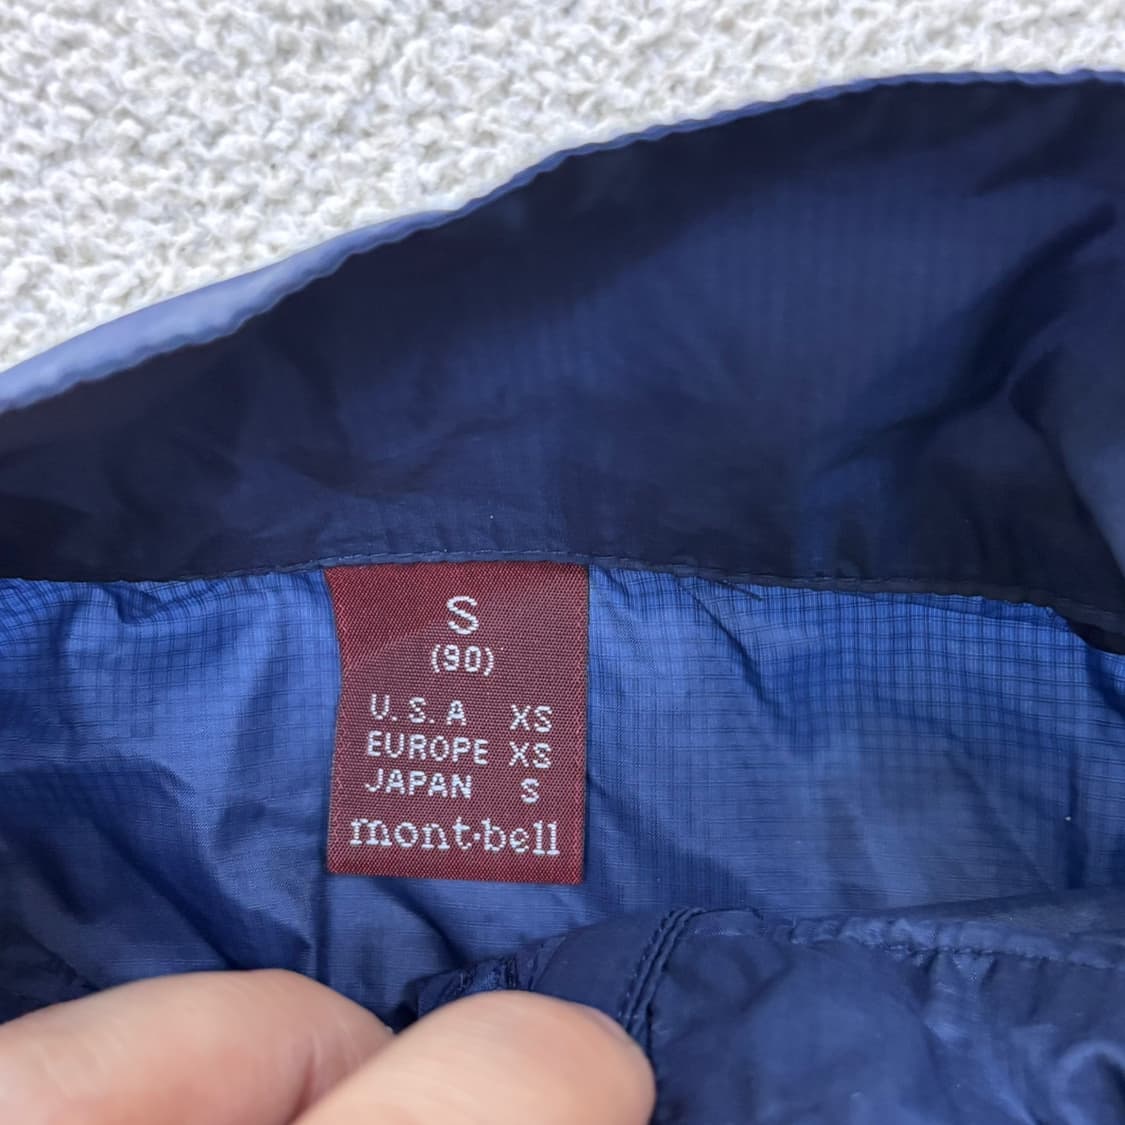 S
(90)
U.S.A XS
EUROPE XS
JAPAN S
mont·bell